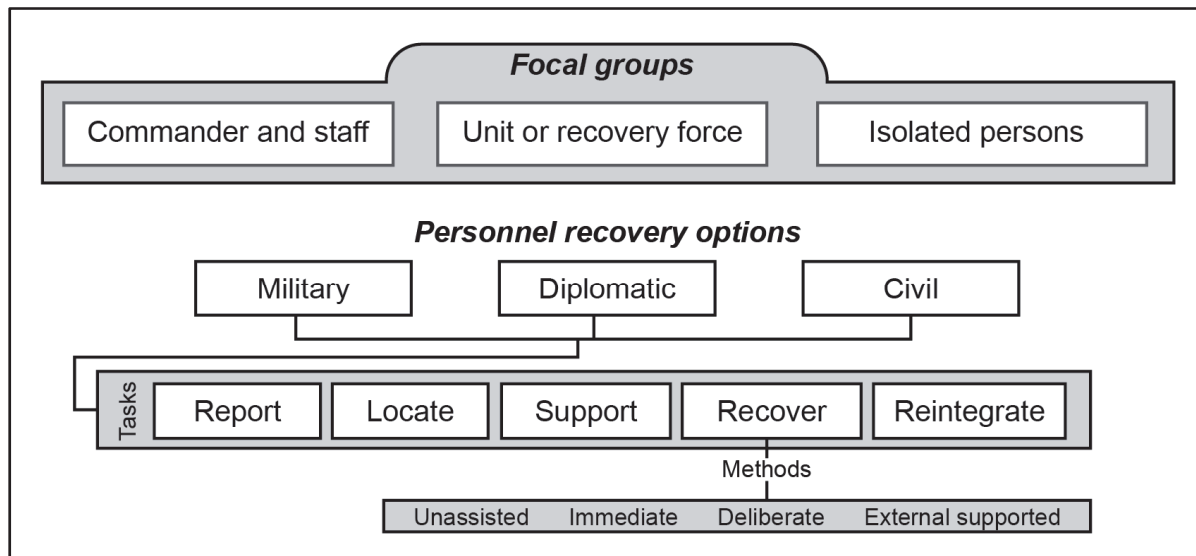 Focal groups
Commander and staff
Unit or recovery force
Isolated persons
Personnel recovery options
Military
Diplomatic
Civil
Tasks
Report
Locate
Support
Recover
Reintegrate
Methods
Unassisted
Immediate
Deliberate
External supported